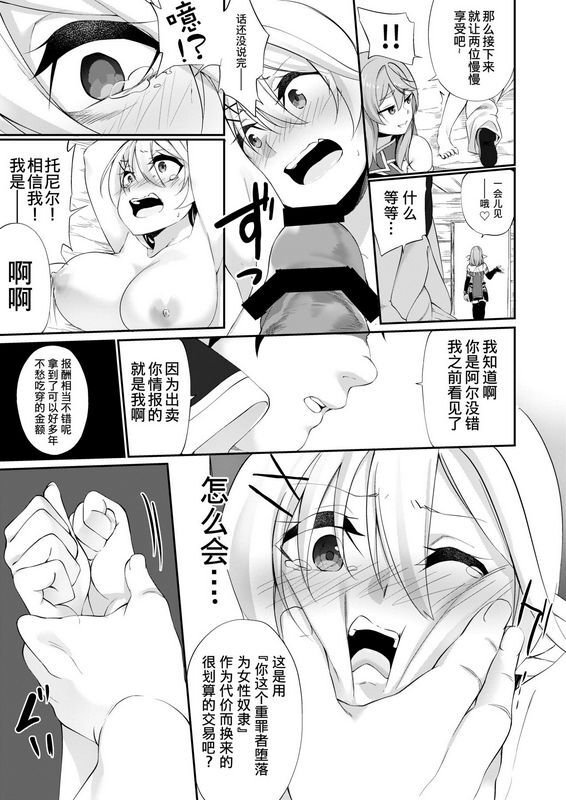 那么接下来
就让两位慢慢
享受吧~
!!
一会儿见
哦♡
什么
等等…
话还没说完——
噫!?
托尼尔!
相信我!
我是——
啊啊
我知道啊
你是阿尔没错
我之前看见了
因为出卖
你情报的
就是我啊
报酬相当不错呢
拿到了可以好多年
不愁吃穿的金额
怎么会……
这是用
『你这个重罪者堕落
为女性奴隶』
作为代价而换来的
很划算的交易吧?